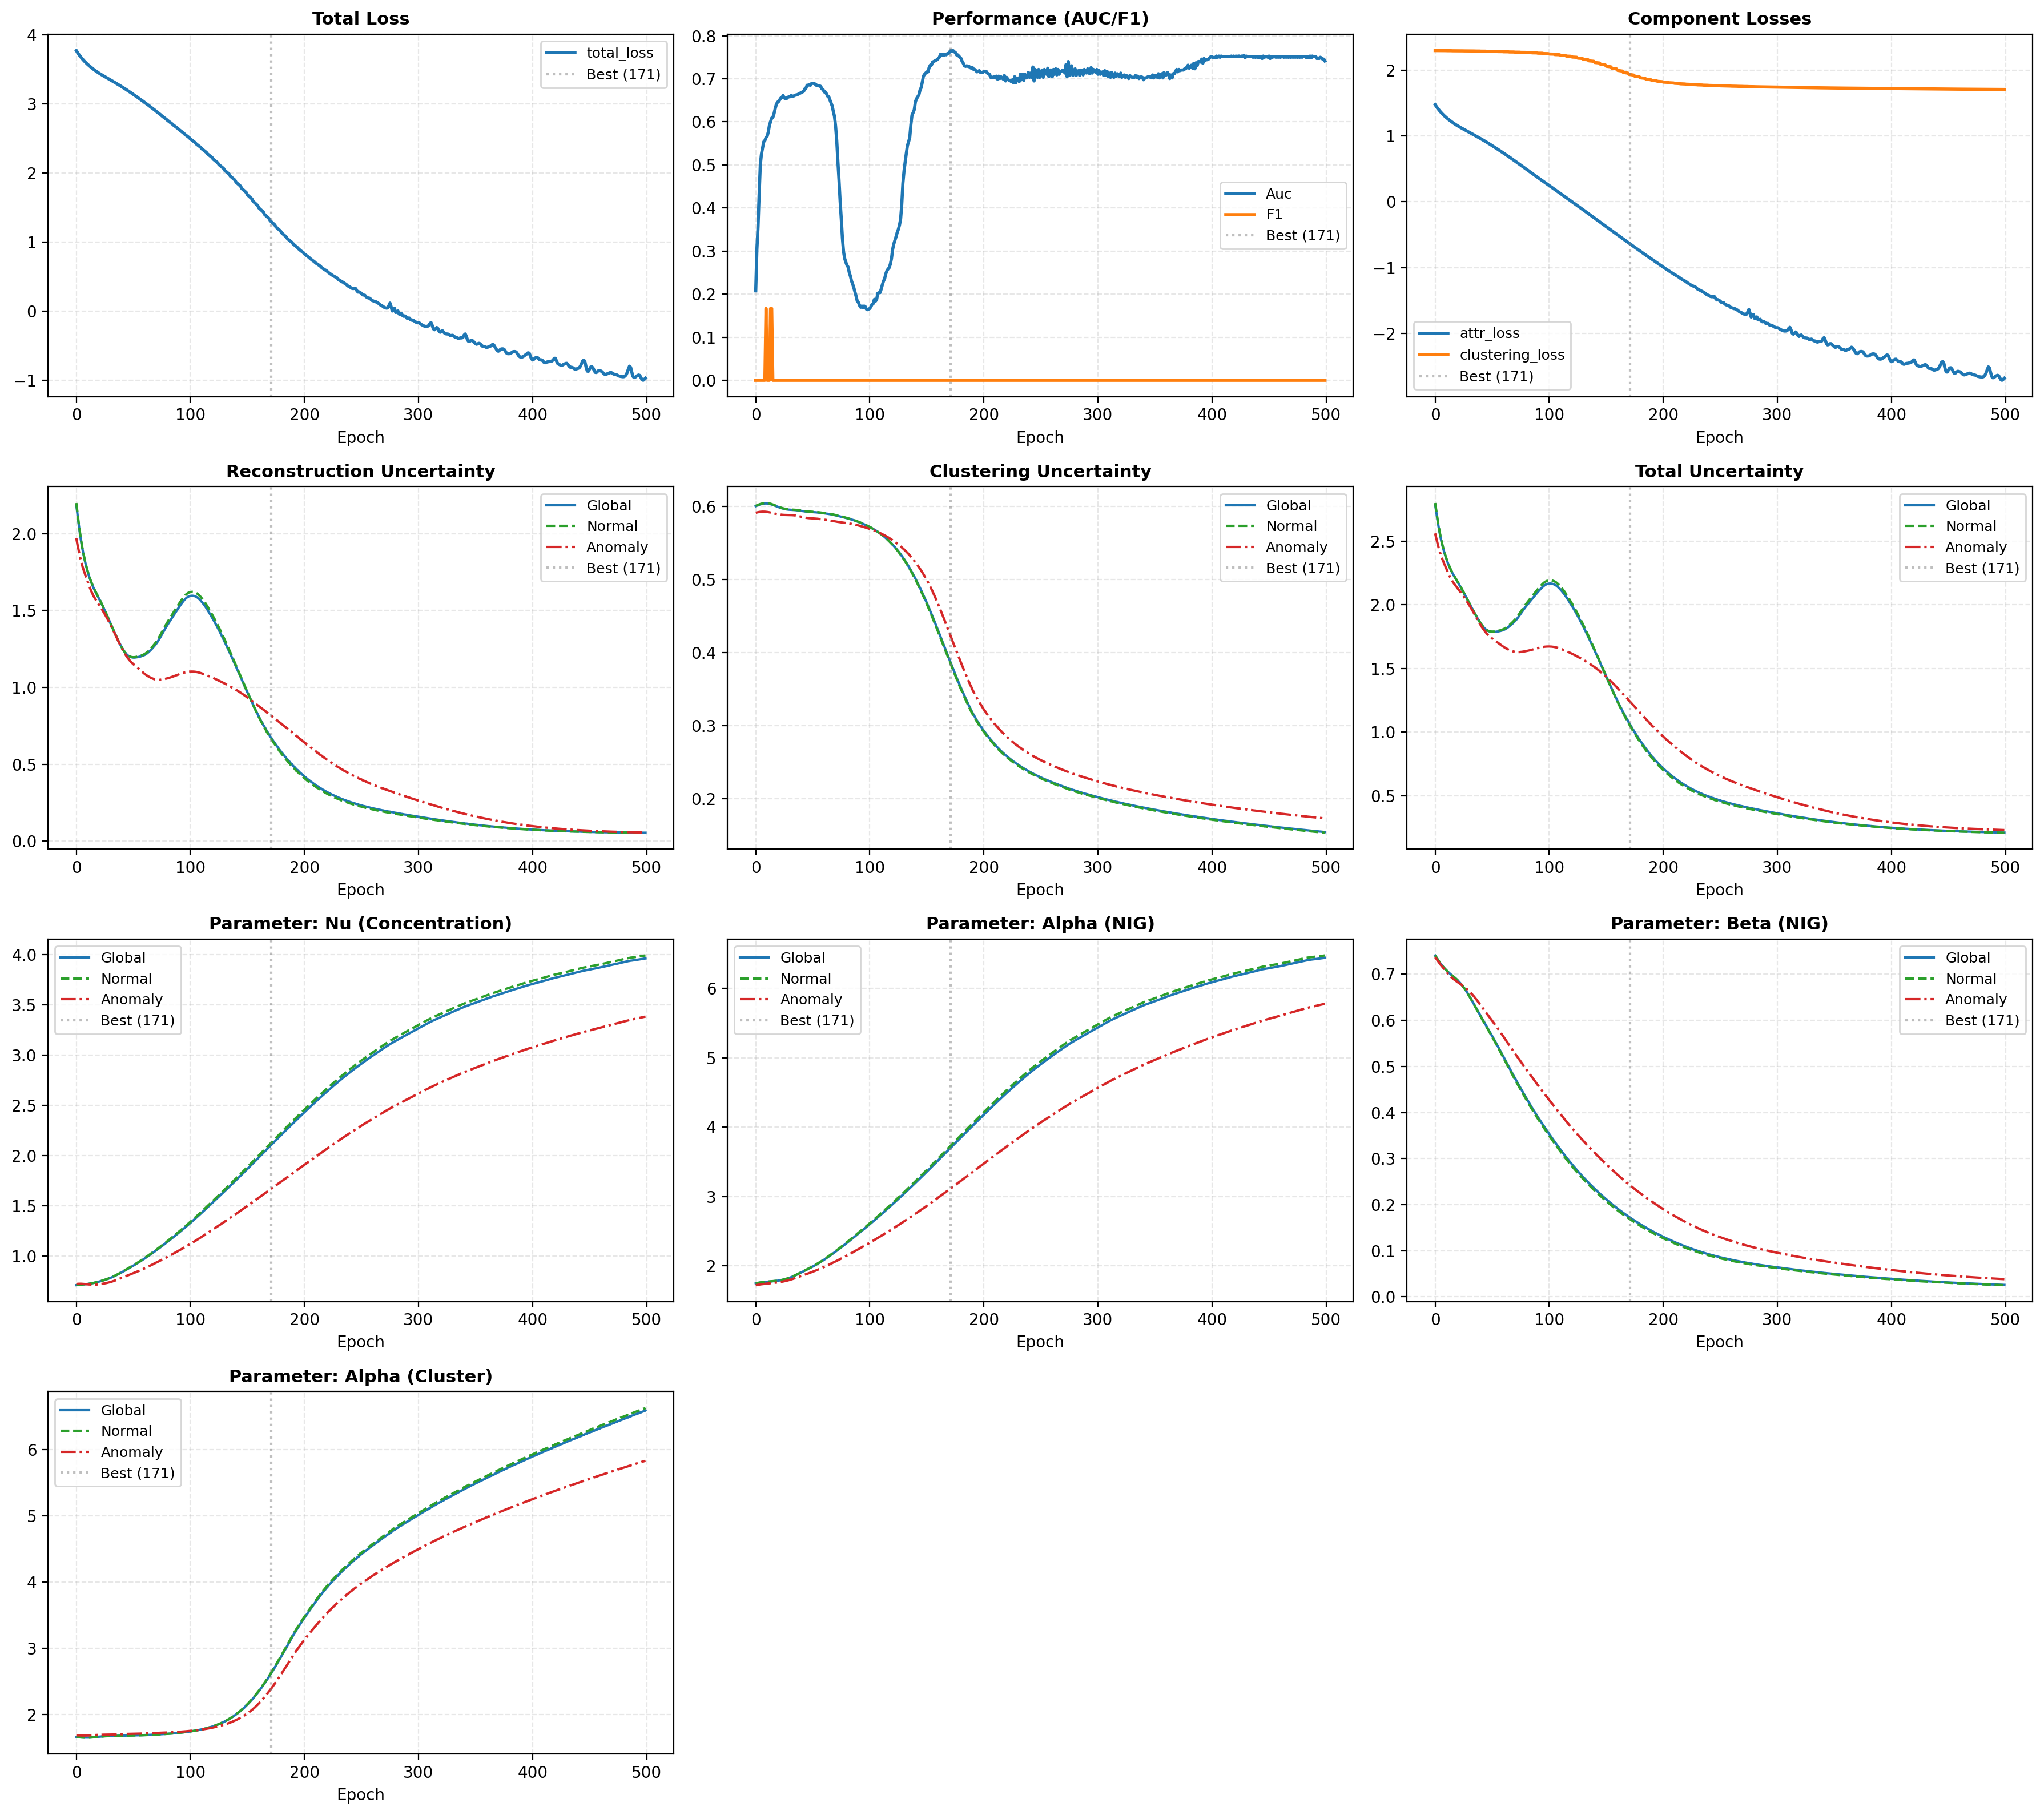 Total Loss
4
3
2
1
0
−1
total_loss
Best (171)
0 100 200 300 400 500
Epoch
Performance (AUC/F1)
0.8
0.7
0.6
0.5
0.4
0.3
0.2
0.1
0.0
Auc
F1
Best (171)
0 100 200 300 400 500
Epoch
Component Losses
2
1
0
−1
−2
attr_loss
clustering_loss
Best (171)
0 100 200 300 400 500
Epoch
Reconstruction Uncertainty
2.0
1.5
1.0
0.5
0.0
Global
Normal
Anomaly
Best (171)
0 100 200 300 400 500
Epoch
Clustering Uncertainty
0.6
0.5
0.4
0.3
0.2
Global
Normal
Anomaly
Best (171)
0 100 200 300 400 500
Epoch
Total Uncertainty
2.5
2.0
1.5
1.0
0.5
Global
Normal
Anomaly
Best (171)
0 100 200 300 400 500
Epoch
Parameter: Nu (Concentration)
4.0
3.5
3.0
2.5
2.0
1.5
1.0
Global
Normal
Anomaly
Best (171)
0 100 200 300 400 500
Epoch
Parameter: Alpha (NIG)
6
5
4
3
2
Global
Normal
Anomaly
Best (171)
0 100 200 300 400 500
Epoch
Parameter: Beta (NIG)
0.7
0.6
0.5
0.4
0.3
0.2
0.1
0.0
Global
Normal
Anomaly
Best (171)
0 100 200 300 400 500
Epoch
Parameter: Alpha (Cluster)
6
5
4
3
2
Global
Normal
Anomaly
Best (171)
0 100 200 300 400 500
Epoch